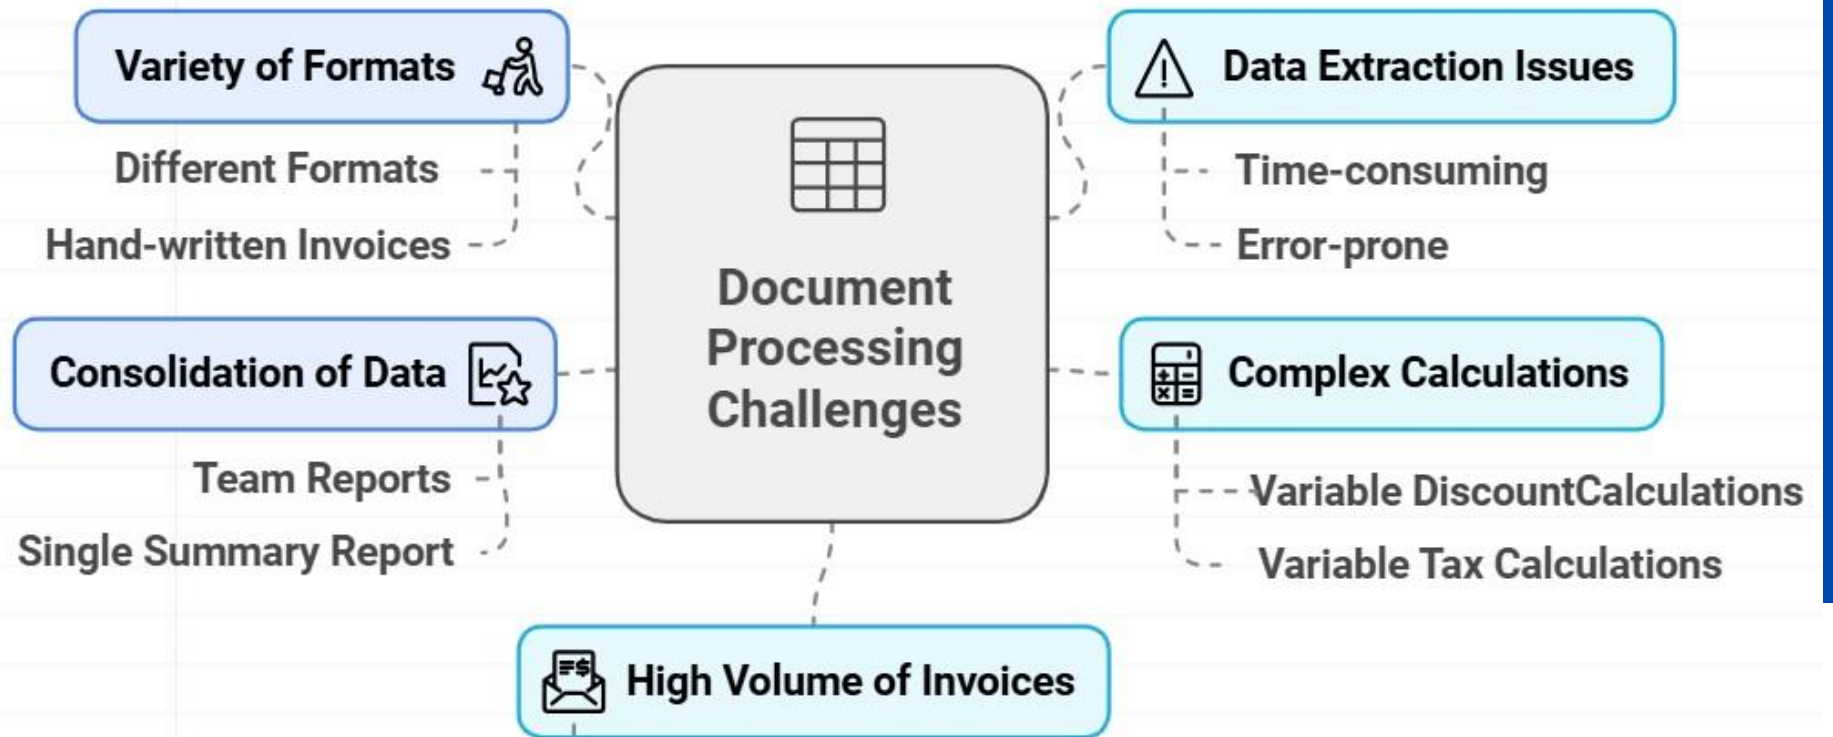 Variety of Formats
Different Formats
Hand-written Invoices
Consolidation of Data
Team Reports
Single Summary Report
Document
Processing
Challenges
Data Extraction Issues
Time-consuming
Error-prone
Complex Calculations
Variable DiscountCalculations
Variable Tax Calculations
High Volume of Invoices